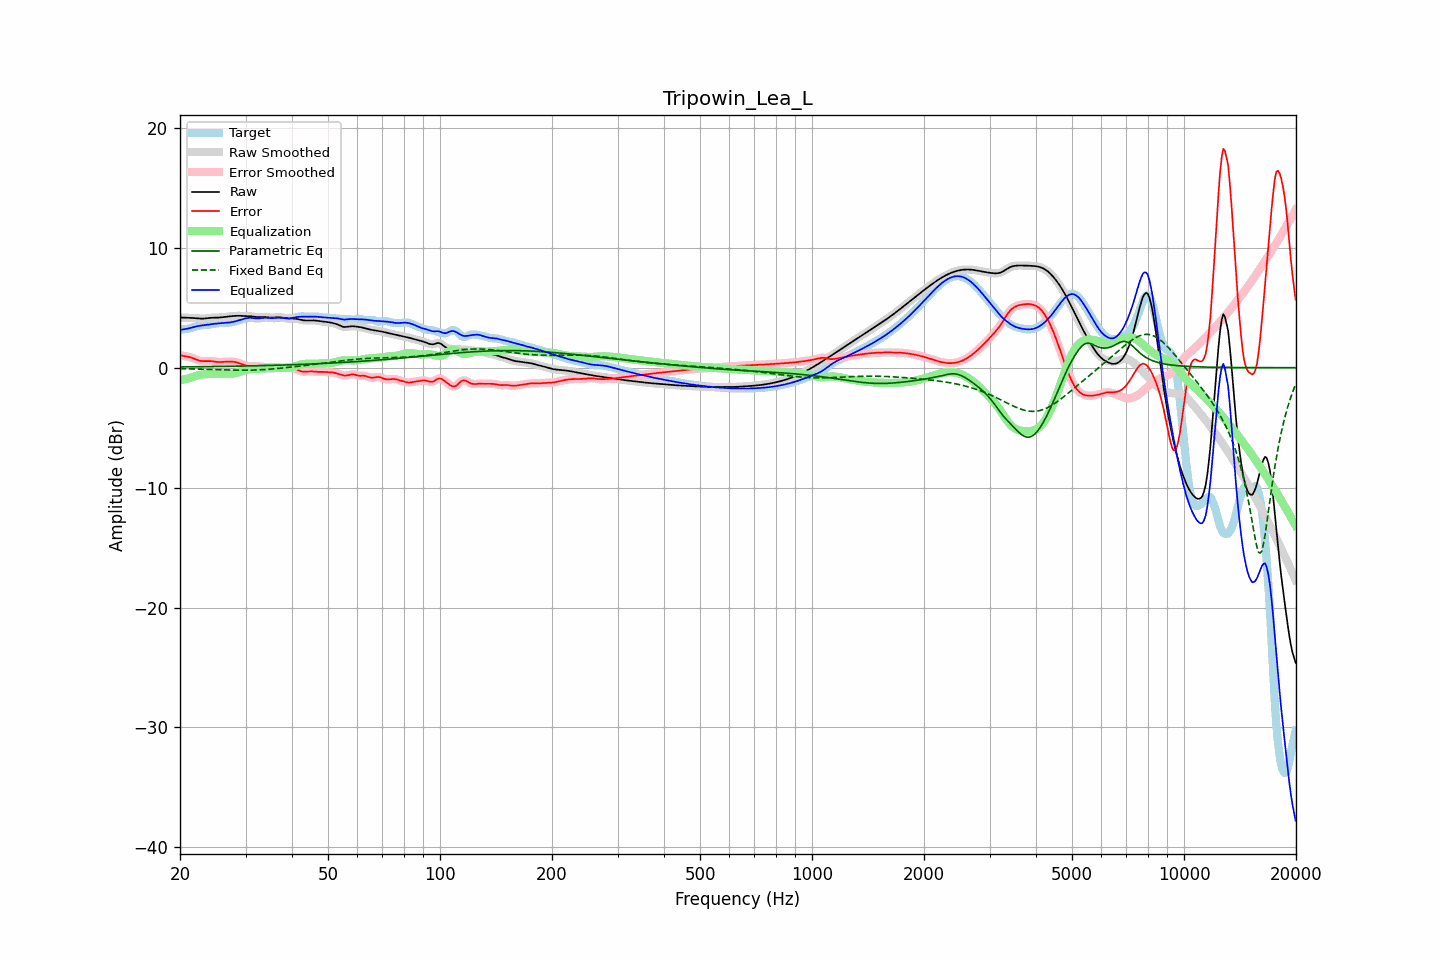 Tripowin_Lea_L
Target
Raw Smoothed
Error Smoothed
Raw
Error
Equalization
Parametric Eq
Fixed Band Eq
Equalized
20
10
0
−10
−20
−30
−40
Amplitude (dBr)
20
50
100
200
500
1000
2000
5000
10000
20000
Frequency (Hz)